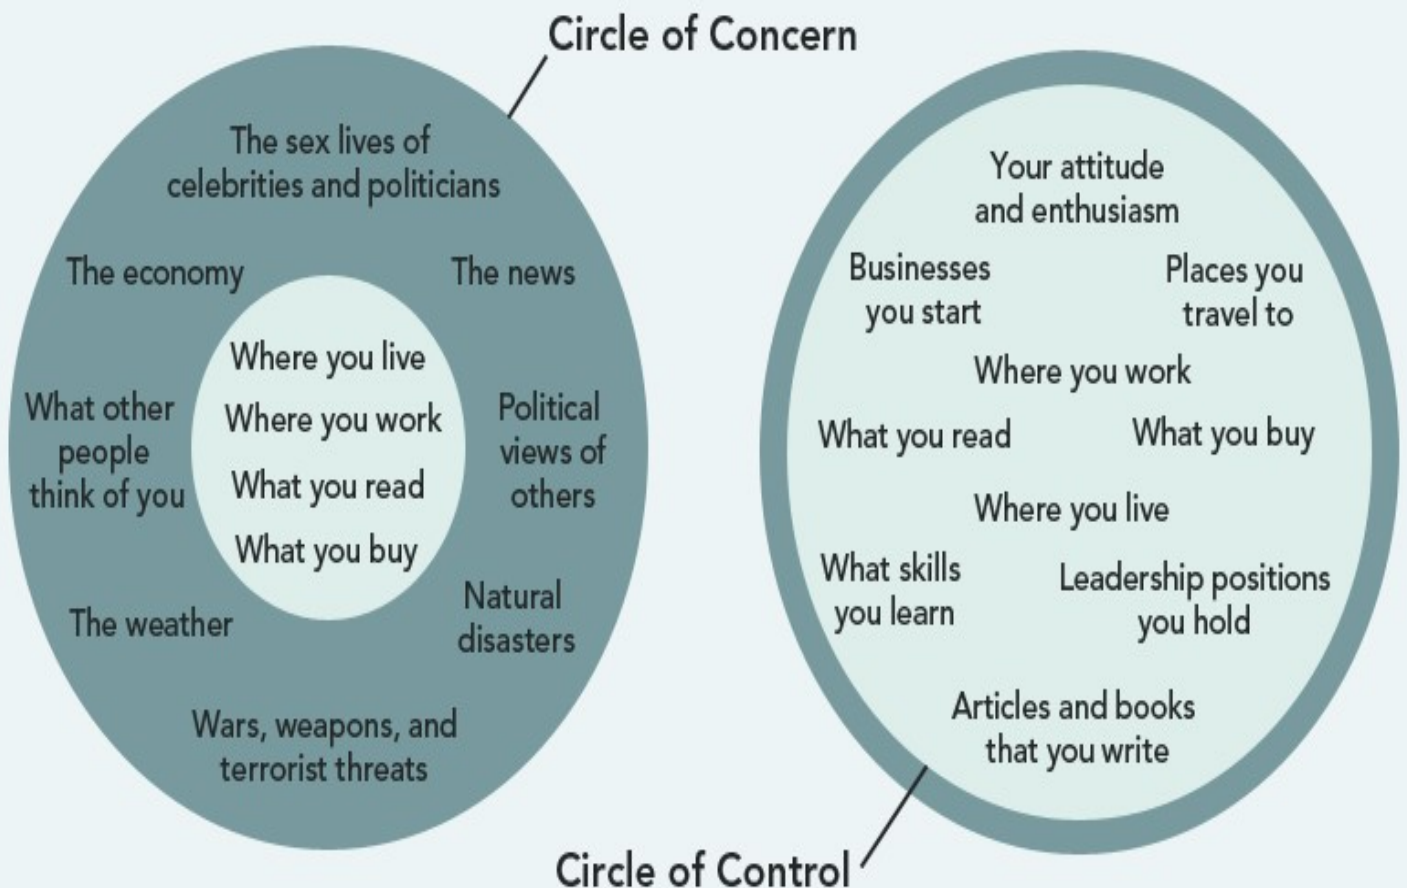 Circle of Concern
The sex lives of
celebrities and politicians
The economy
The news
Where you live
Where you work
What you read
What you buy
What other
people
think of you
Political
views of
others
The weather
Natural
disasters
Wars, weapons, and
terrorist threats
Your attitude
and enthusiasm
Businesses
you start
Places you
travel to
Where you work
What you read
What you buy
Where you live
What skills
you learn
Leadership positions
you hold
Articles and books
that you write
Circle of Control